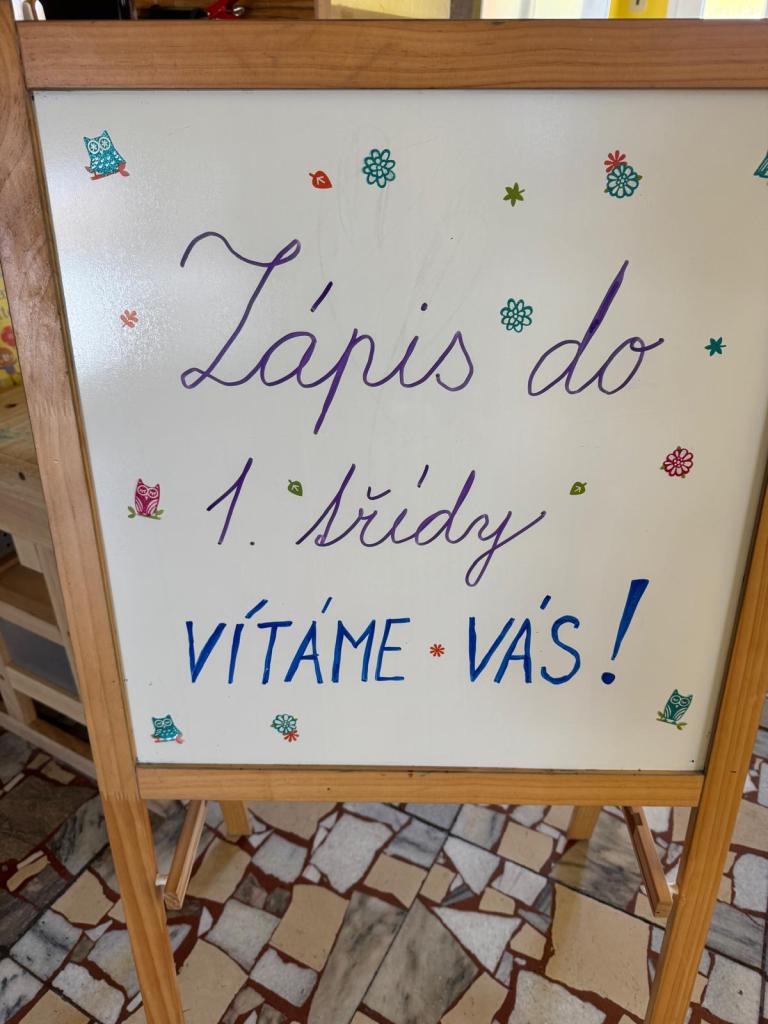 Zápis do
1. třídy
VÍTÁME VÁS!